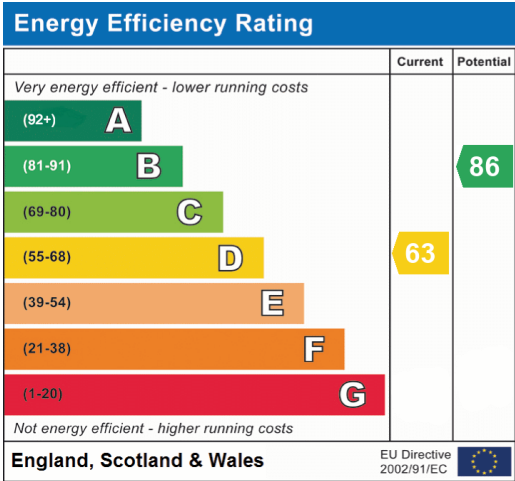 Energy Efficiency Rating
Current Potential
Very energy efficient - lower running costs
(92+) A
(81-91) B
86
(69-80) C
(55-68) D
63
(39-54) E
(21-38) F
(1-20) G
Not energy efficient - higher running costs
England, Scotland & Wales
EU Directive
2002/91/EC